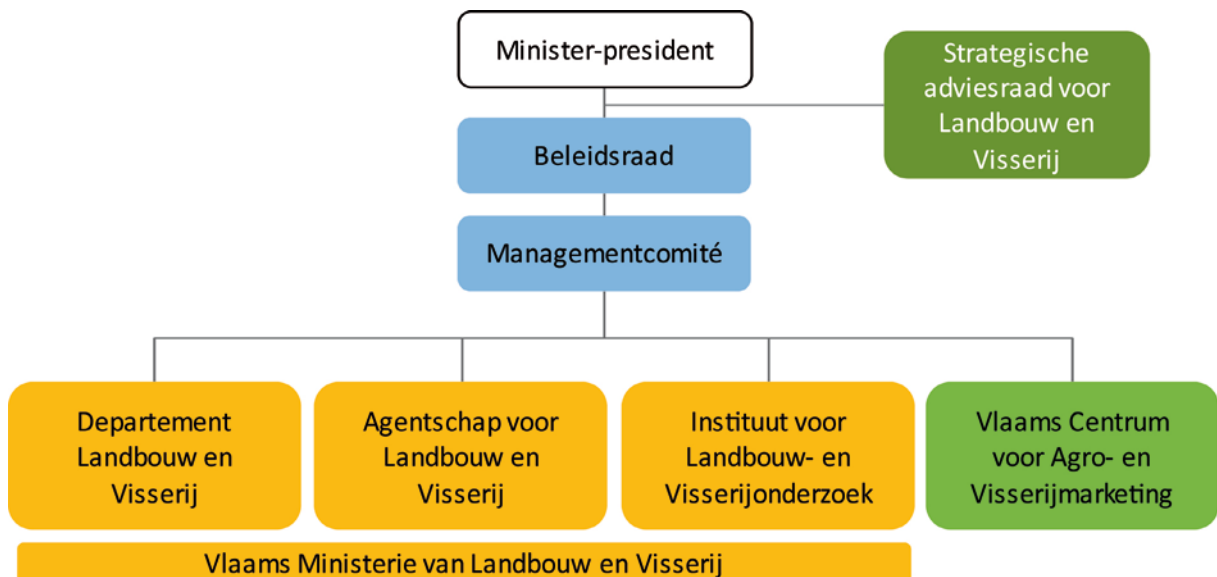 Minister-president
Strategische
adviesraad voor
Landbouw en
Visserij
Beleidsraad
Managementcomité
Departement
Landbouw en
Visserij
Agentschap voor
Landbouw en
Visserij
Instituut voor
Landbouw- en
Visserijonderzoek
Vlaams Centrum
voor Agro- en
Visserijmarketing
Vlaams Ministerie van Landbouw en Visserij